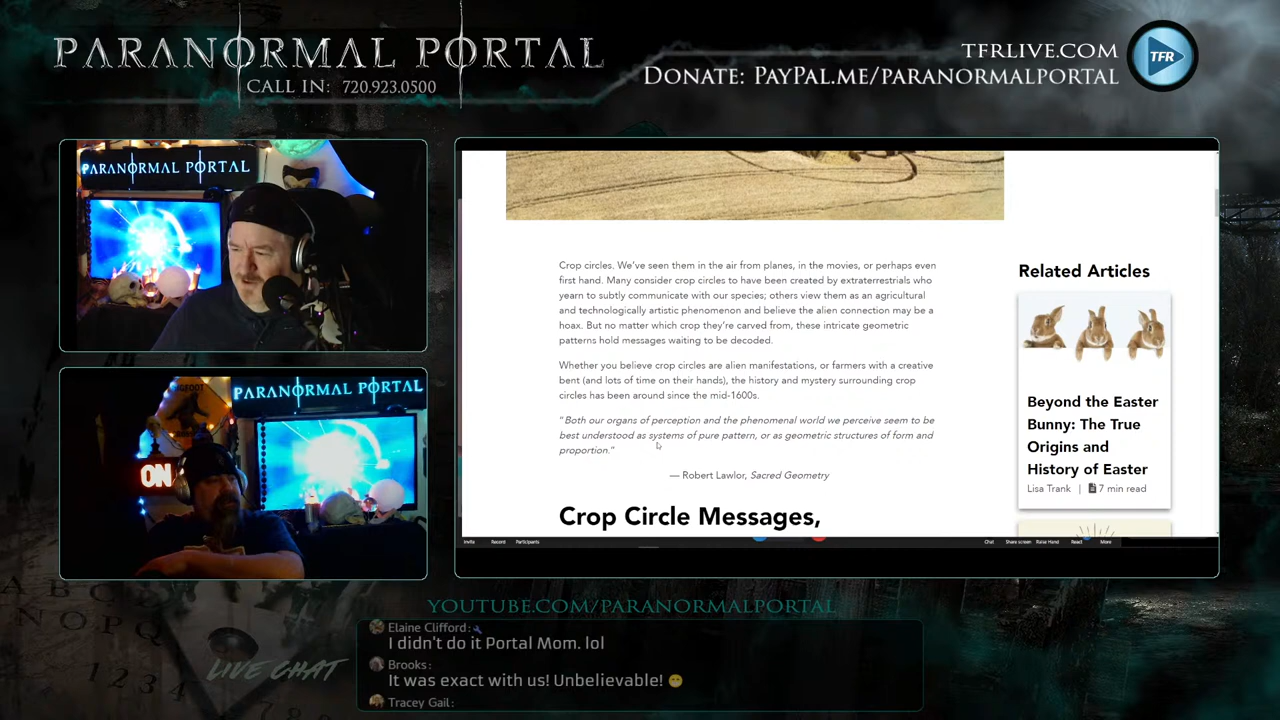 PARANORMAL PORTAL
CALL IN: 720.923.0500
TFRLIVE.COM
DONATE: PAYPAL.ME/PARANORMALPORTAL
TFR
PARANORMAL PORTAL
PARANORMAL PORTAL
ON
Crop circles. We've seen them in the air from planes, in the movies, or perhaps even
first hand. Many consider crop circles to have been created by extraterrestrials who
yearn to subtly communicate with our species; others view them as an agricultural
and technologically artistic phenomenon and believe the alien connection may be a
hoax. But no matter which crop they're carved from, these intricate geometric
patterns hold messages waiting to be decoded.
Whether you believe crop circles are alien manifestations, or farmers with a creative
bent (and lots of time on their hands), the history and mystery surrounding crop
circles has been around since the mid-1600s.
"Both our organs of perception and the phenomenal world we perceive seem to be
best understood as systems of pure pattern, or as geometric structures of form and
proportion."
— Robert Lawlor, Sacred Geometry
Crop Circle Messages,
Related Articles
Beyond the Easter
Bunny: The True
Origins and
History of Easter
Lisa Trank | 7 min read
Invite Record Participants Chat Share screen Raise Hand React More
YOUTUBE.COM/PARANORMALPORTAL
LIVE CHAT
Elaine Clifford:
I didn't do it Portal Mom. lol
Brooks:
It was exact with us! Unbelievable! 😁
Tracey Gail: